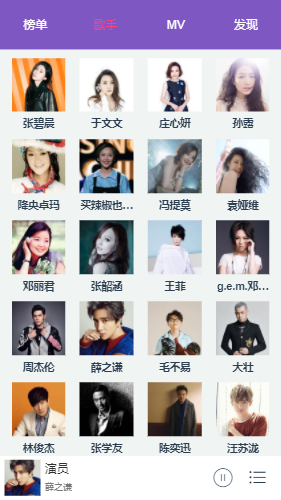 榜单 歌手 MV 发现
张碧晨 于文文 庄心妍 孙露
降央卓玛 买辣椒也... 冯提莫 袁娅维
邓丽君 张韶涵 王菲 g.e.m.邓...
周杰伦 薛之谦 毛不易 大壮
林俊杰 张学友 陈奕迅 汪苏泷
演员
薛之谦